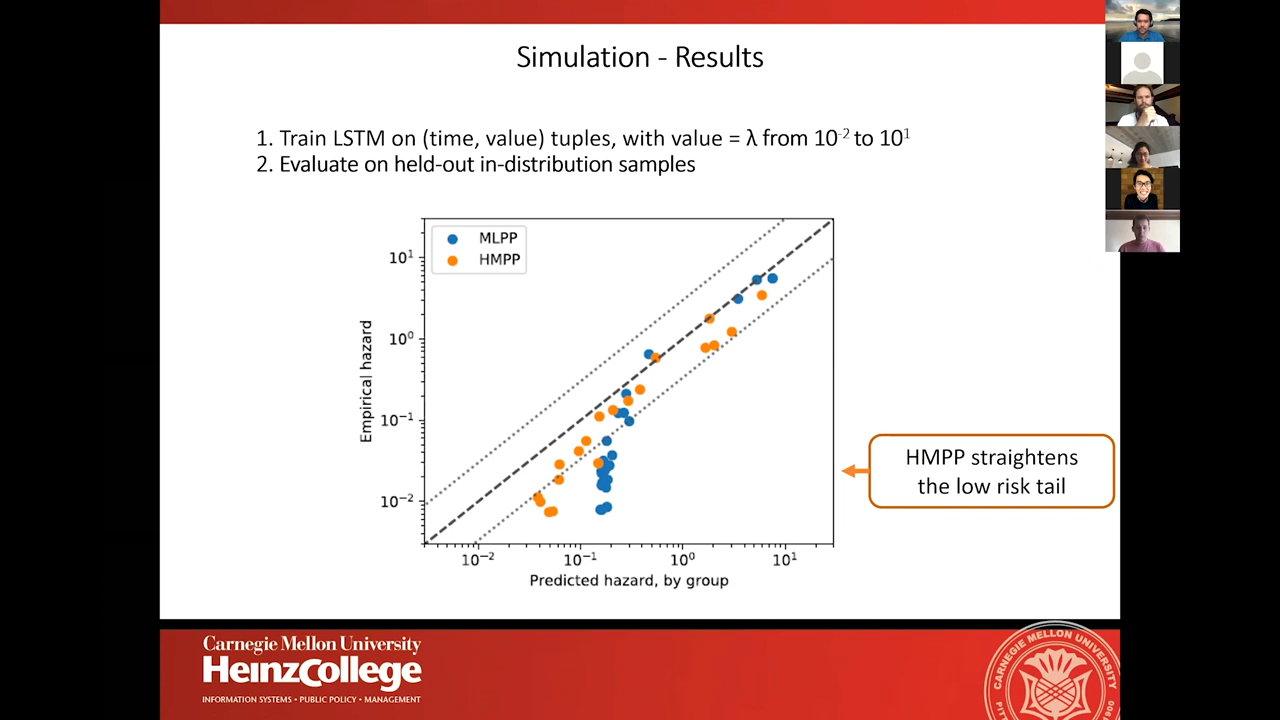 Simulation - Results
1. Train LSTM on (time, value) tuples, with value = λ from 10⁻² to 10¹
2. Evaluate on held-out in-distribution samples
MLPP
HMPP
10¹
10⁰
10⁻¹
10⁻²
Empirical hazard
10⁻²
10⁻¹
10⁰
10¹
Predicted hazard, by group
HMPP straightens
the low risk tail
Carnegie Mellon University
HeinzCollege
INFORMATION SYSTEMS • PUBLIC POLICY • MANAGEMENT
CARNEGIE MELLON UNIVERSITY